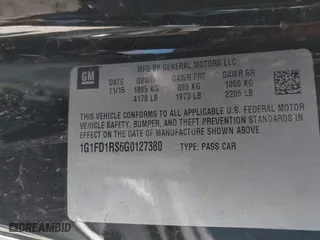 GM
MFD BY GENERAL MOTORS LLC
11/15 GVWR GAWR FRT GAWR RR
1895 KG 895 KG 1000 KG
4178 LB 1973 LB 2205 LB
THIS VEHICLE CONFORMS TO ALL APPLICABLE U.S. FEDERAL MOTOR
VEHICLE SAFETY, BUMPER, AND THEFT PREVENTION STANDARDS IN
EFFECT ON THE DATE OF MANUFACTURE SHOWN ABOVE.
1G1FD1RS6G0127380 TYPE: PASS CAR
autobidcar